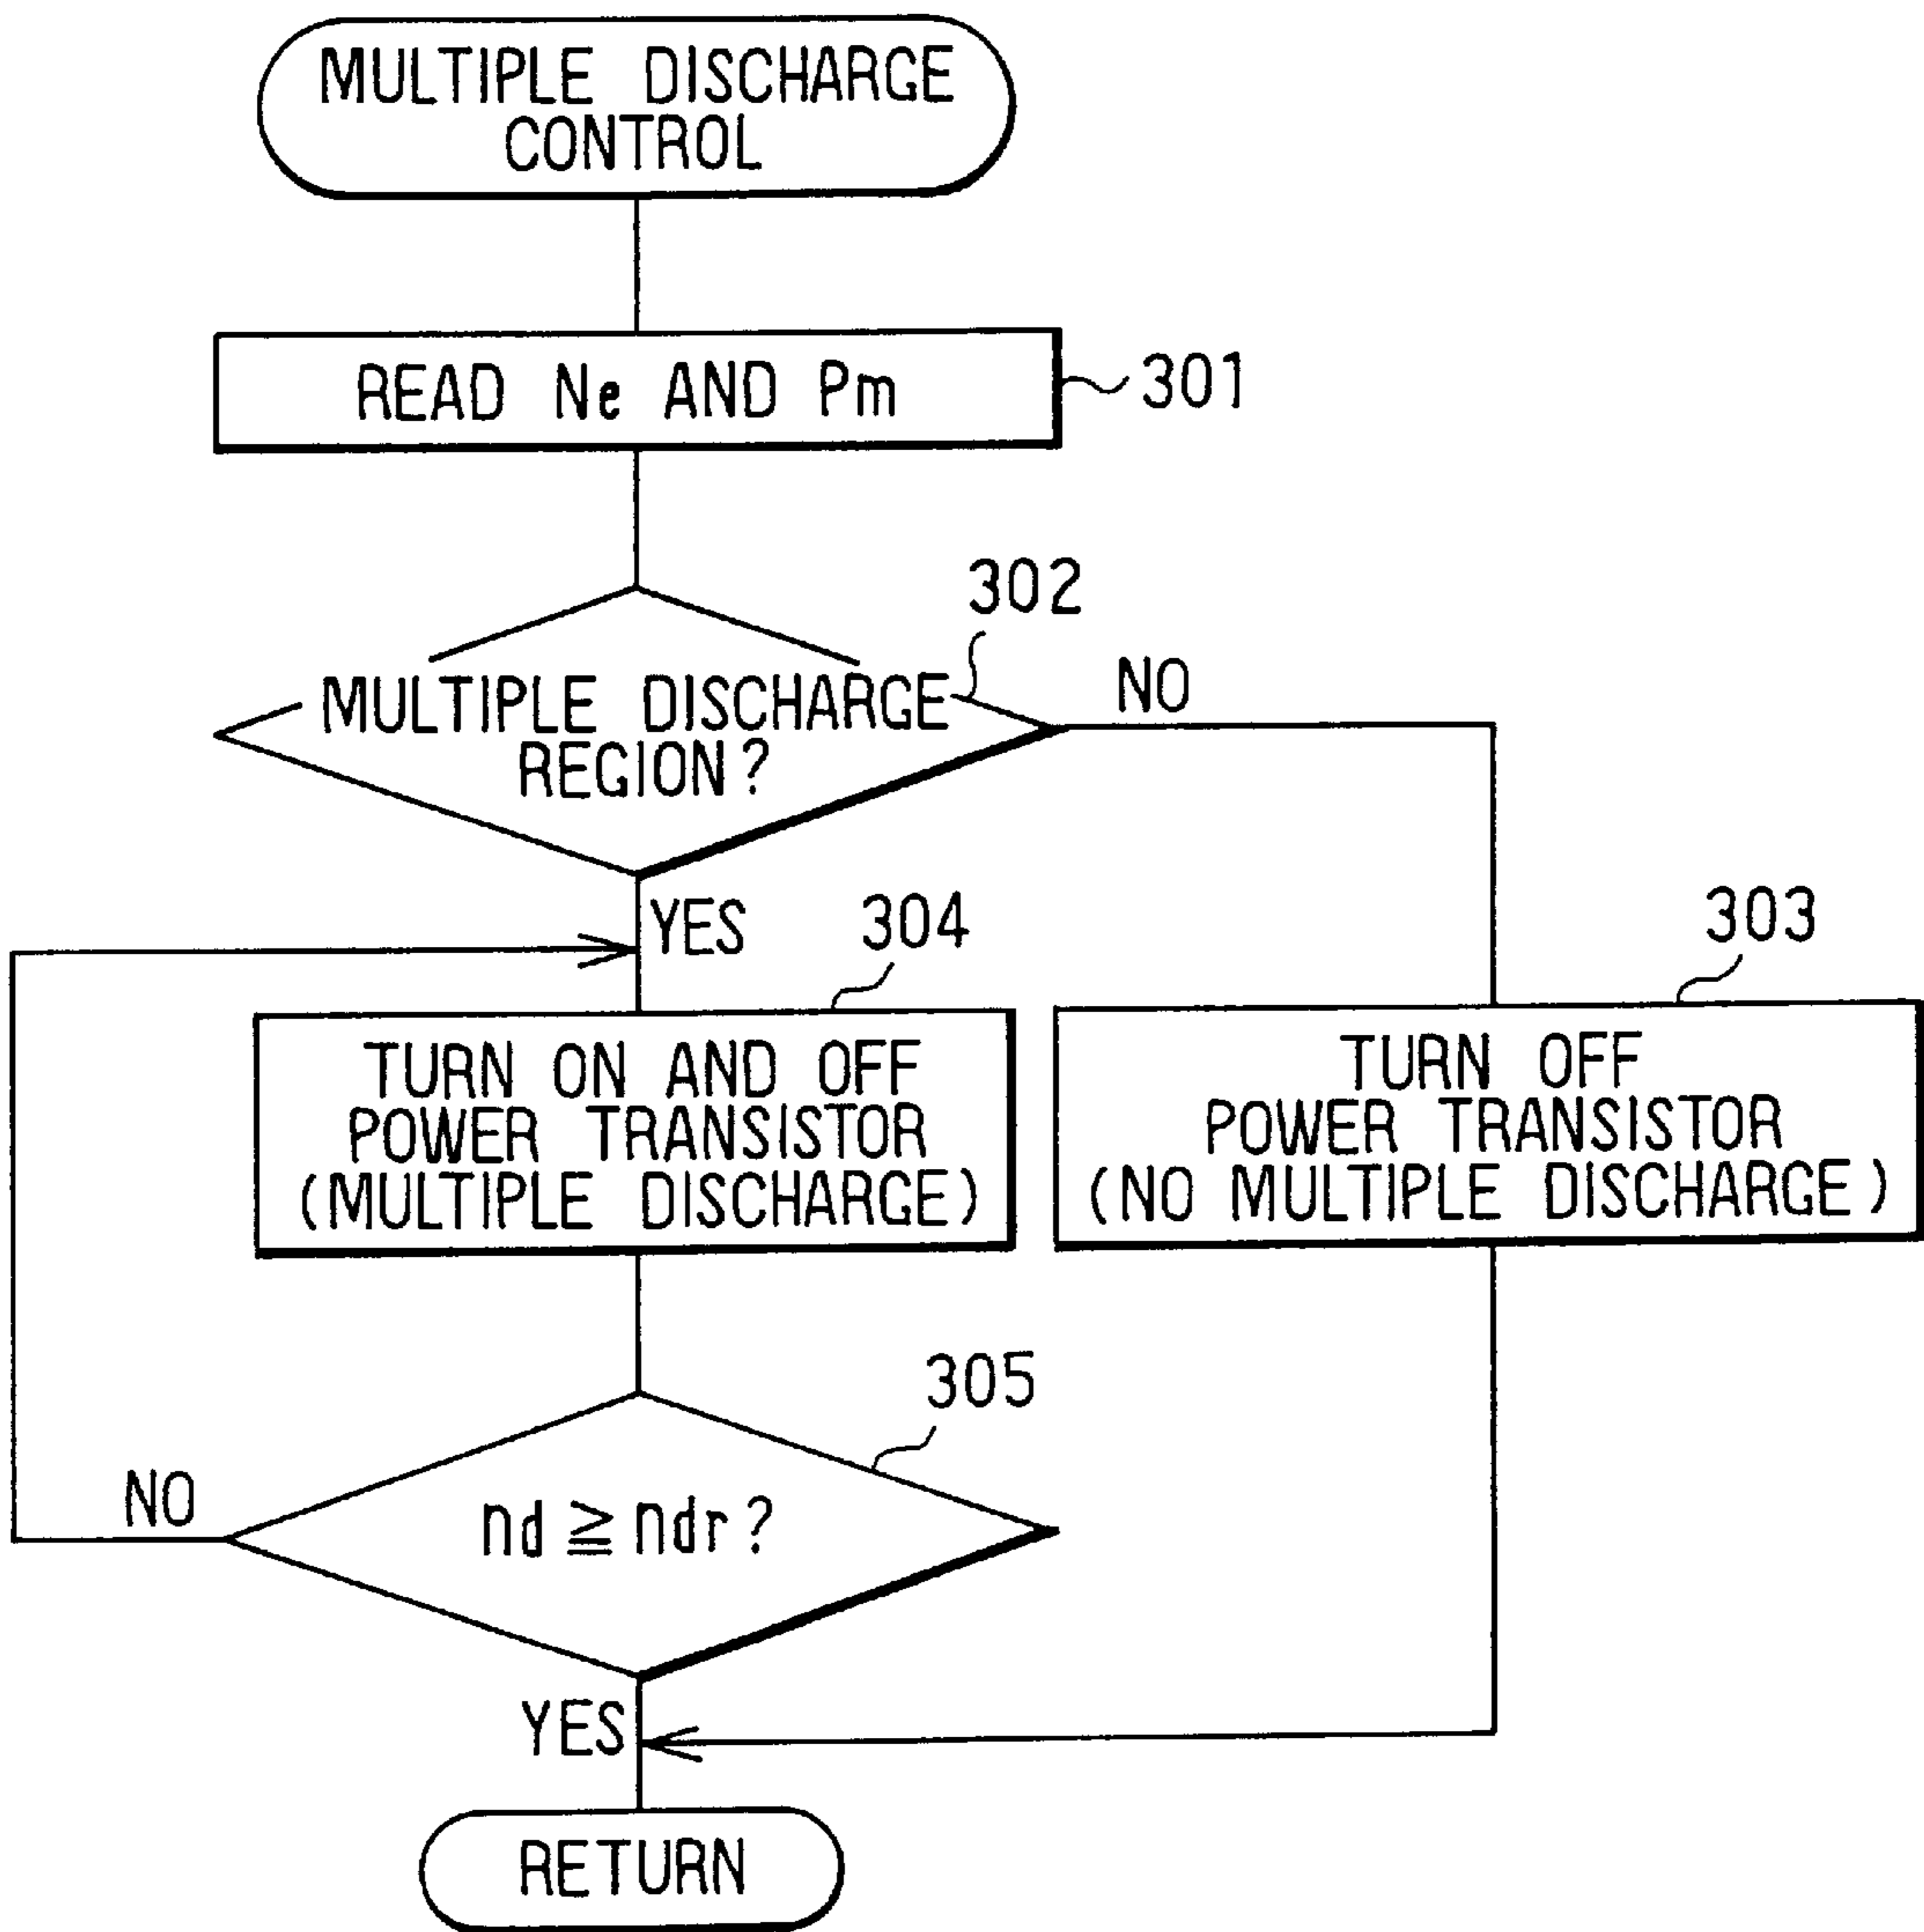 MULTIPLE DISCHARGE
CONTROL
READ Ne AND Pm
301
302
MULTIPLE DISCHARGE
REGION?
NO
YES
304
303
TURN ON AND OFF
POWER TRANSISTOR
(MULTIPLE DISCHARGE)
TURN OFF
POWER TRANSISTOR
(NO MULTIPLE DISCHARGE)
305
nd ≧ ndr?
NO
YES
RETURN